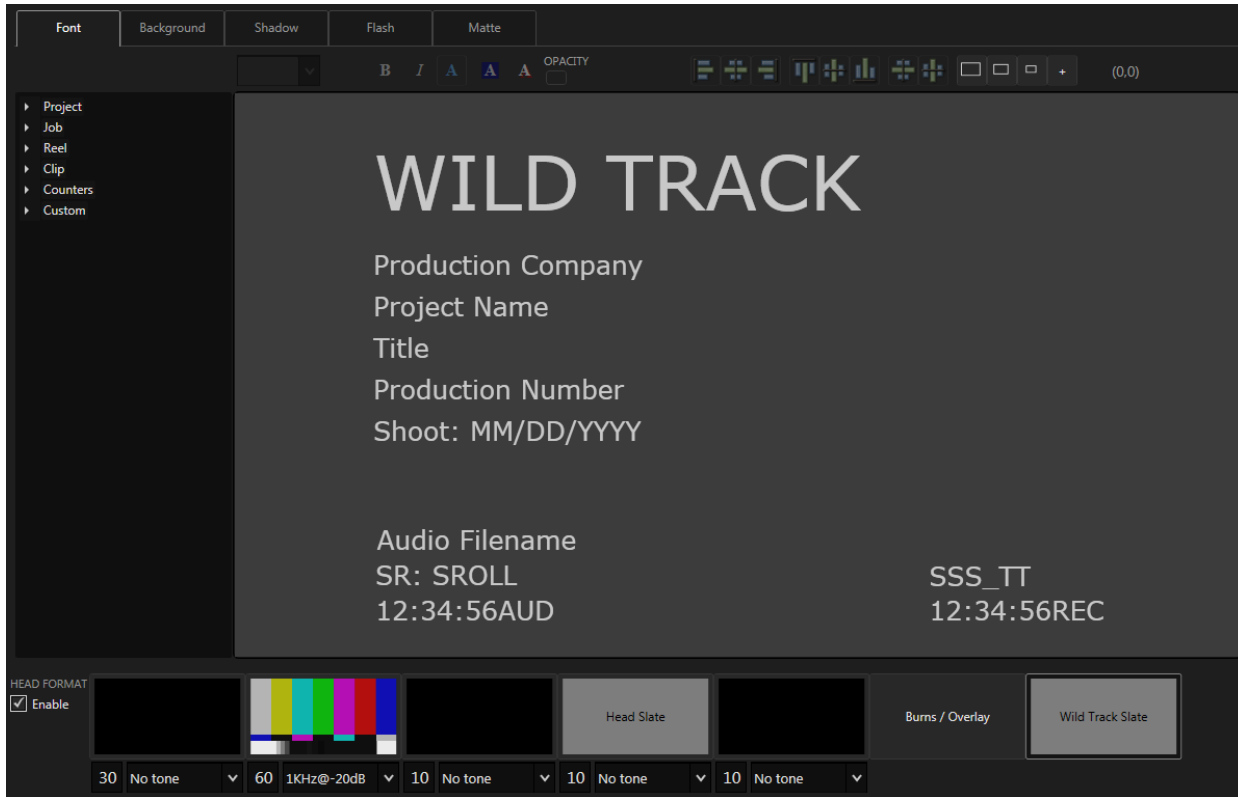 Font Background Shadow Flash Matte
B I A A A OPACITY (0,0)
Project
Job
Reel
Clip
Counters
Custom
WILD TRACK
Production Company
Project Name
Title
Production Number
Shoot: MM/DD/YYYY
Audio Filename
SR: SROLL SSS_TT
12:34:56AUD 12:34:56REC
HEAD FORMAT
Enable
Head Slate Burns / Overlay Wild Track Slate
30 No tone 60 1KHz@-20dB 10 No tone 10 No tone 10 No tone